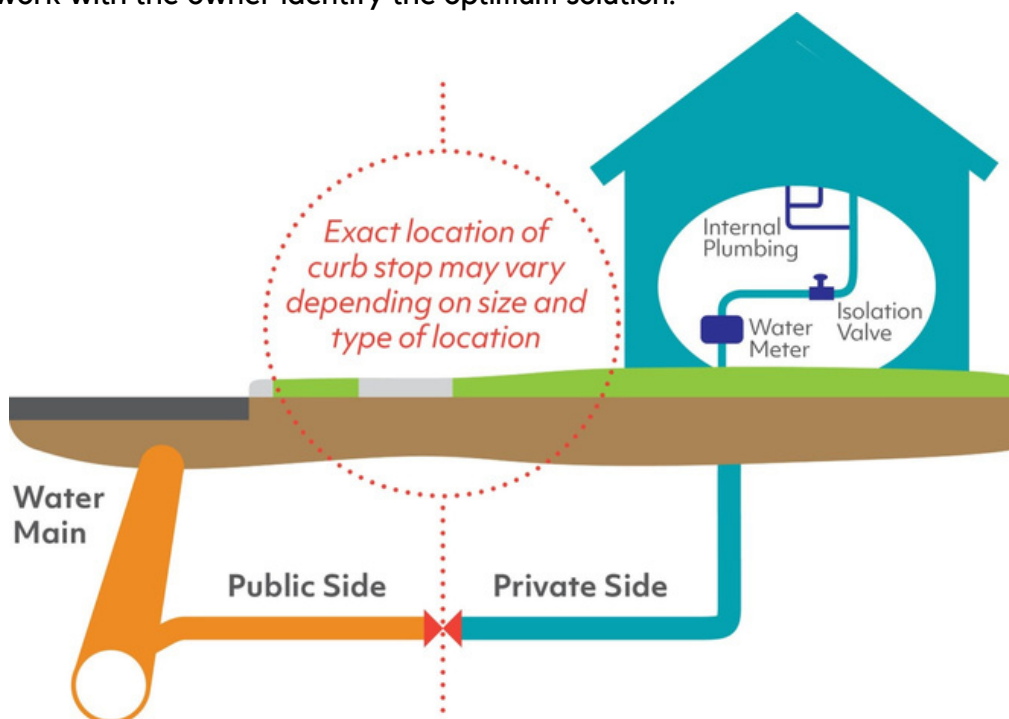 work with the owner identify the optimum solution.
Exact location of
curb stop may vary
depending on size and
type of location
Internal
Plumbing
Isolation
Valve
Water
Meter
Water
Main
Public Side
Private Side